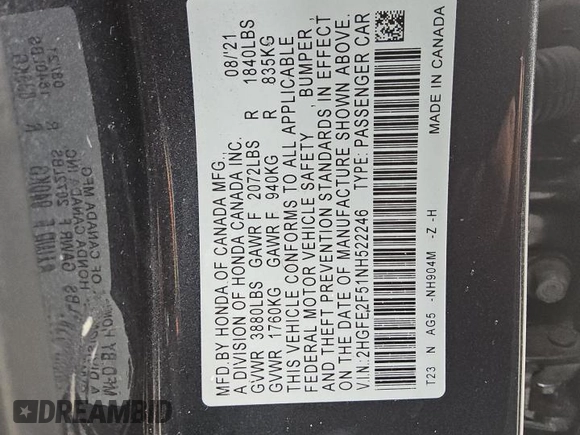 MFD. BY HONDA OF CANADA MFG.,
A DIVISION OF HONDA CANADA INC. 08/'21
GVWR 3880LBS GAWR F 2072LBS R 1840LBS
GVWR 1760KG GAWR F 940KG R 835KG
THIS VEHICLE CONFORMS TO ALL APPLICABLE
FEDERAL MOTOR VEHICLE SAFETY , BUMPER,
AND THEFT PREVENTION STANDARDS IN EFFECT
ON THE DATE OF MANUFACTURE SHOWN ABOVE.
V.I.N.:2HGFE2F51NH522246 TYPE: PASSENGER CAR
T23 N AG5 -NH904M -Z -H MADE IN CANADA
DREAMBID